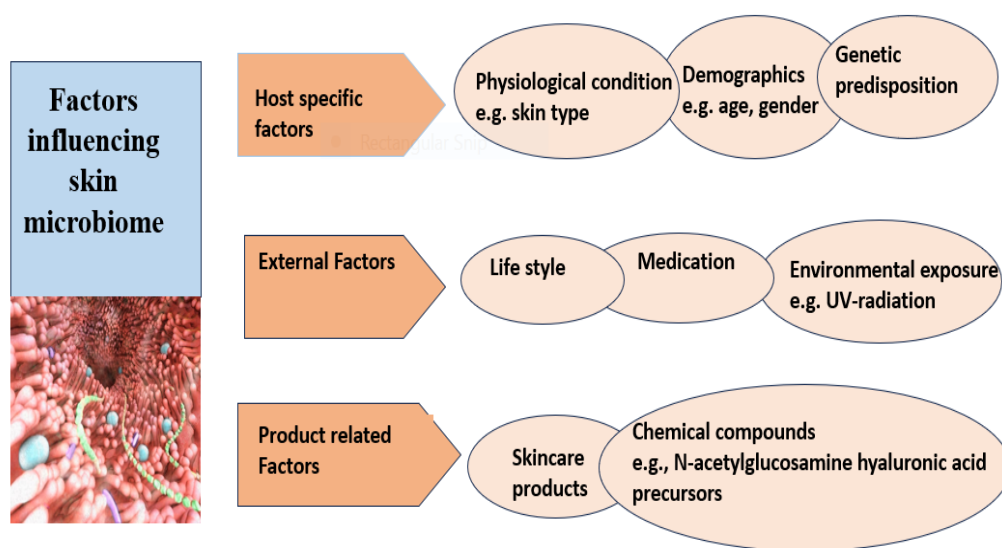 Factors
influencing
skin
microbiome
Host specific
factors
Physiological condition
e.g. skin type
Demographics
e.g. age, gender
Genetic
predisposition
Rectangular Snip
External Factors
Life style
Medication
Environmental exposure
e.g. UV-radiation
Product related
Factors
Skincare
products
Chemical compounds
e.g., N-acetylglucosamine hyaluronic acid
precursors